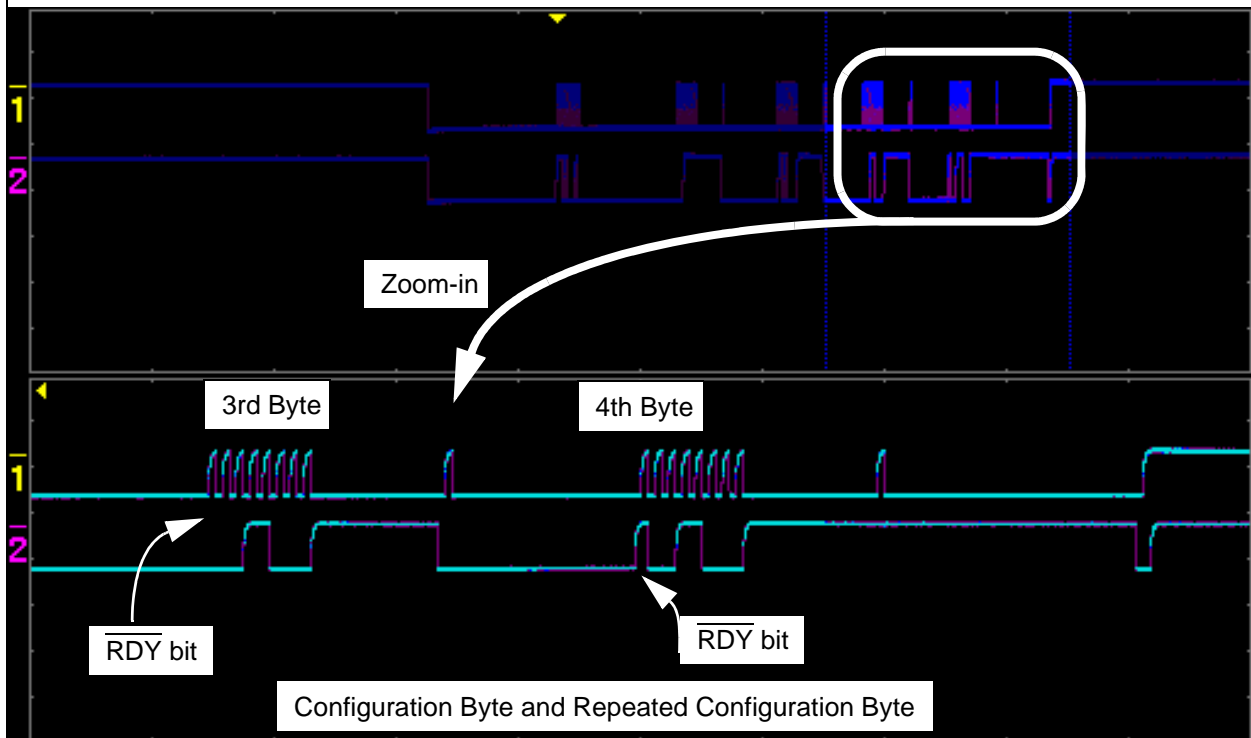 1
2
Zoom-in
3rd Byte
4th Byte
1
2
RDY bit
RDY bit
Configuration Byte and Repeated Configuration Byte